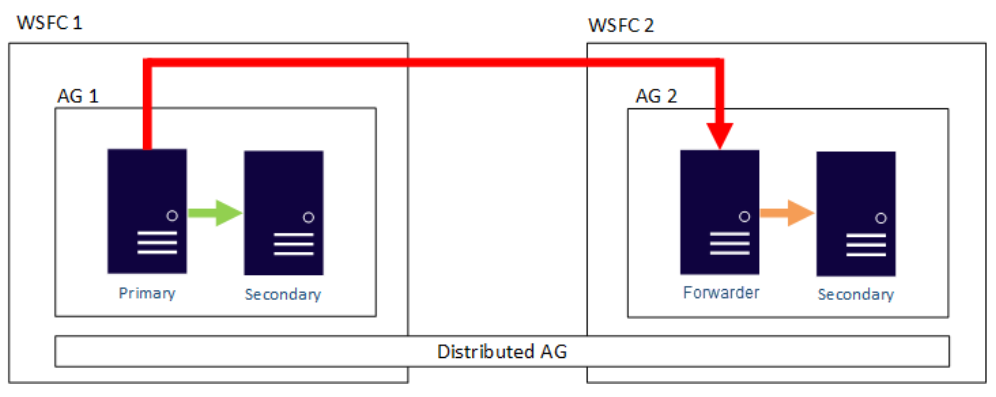 WSFC 1
WSFC 2
AG 1
AG 2
Primary
Secondary
Forwarder
Secondary
Distributed AG